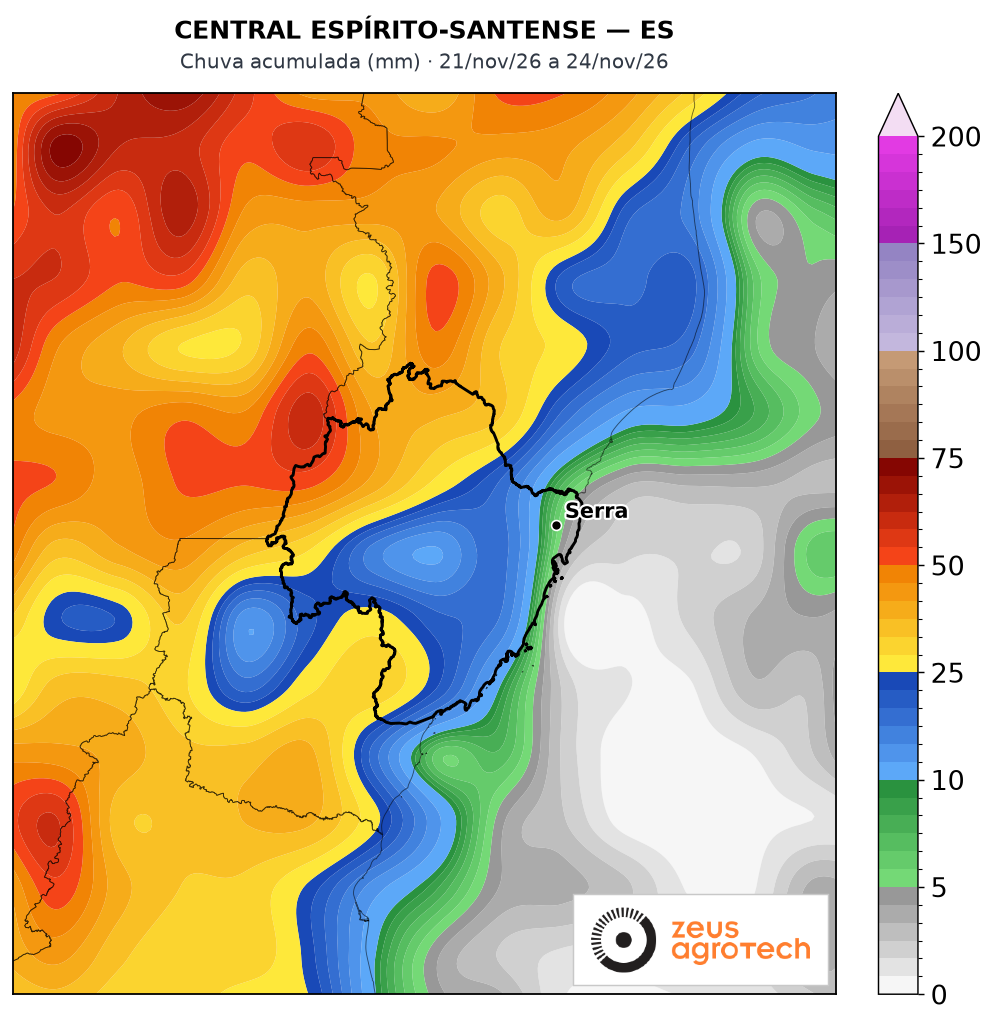 CENTRAL ESPÍRITO-SANTENSE — ES
Chuva acumulada (mm) · 21/nov/26 a 24/nov/26
200
150
100
75
50
25
10
5
0
Serra
zeus
agrotech